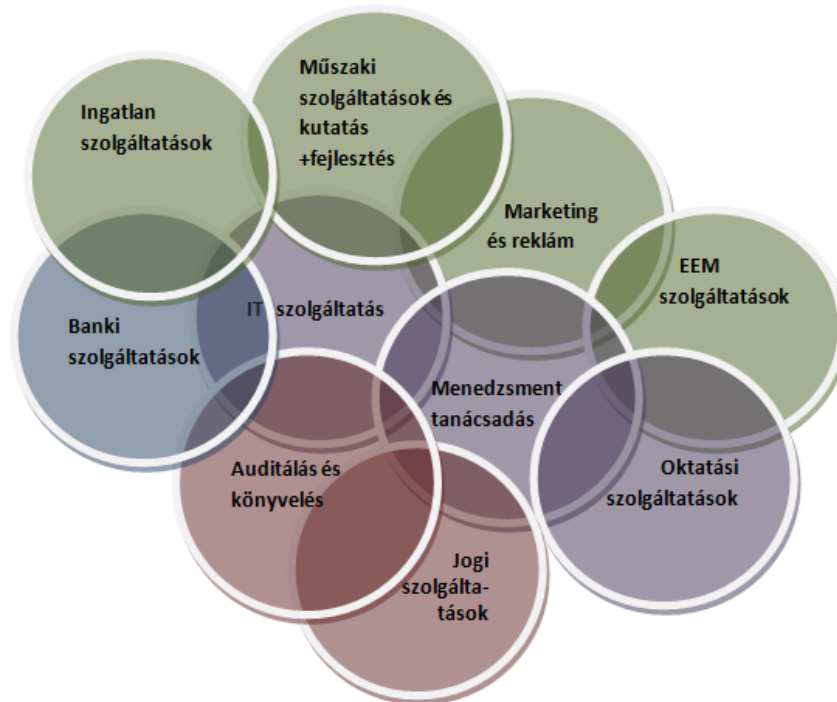 Ingatlan
szolgáltatások
Műszaki
szolgáltatások és
kutatás
+fejlesztés
Marketing
és reklám
EEM
szolgáltatások
Banki
szolgáltatások
IT szolgáltatás
Menedzsment
tanácsadás
Auditálás és
könyvelés
Oktatási
szolgáltatások
Jogi
szolgálta-
tások